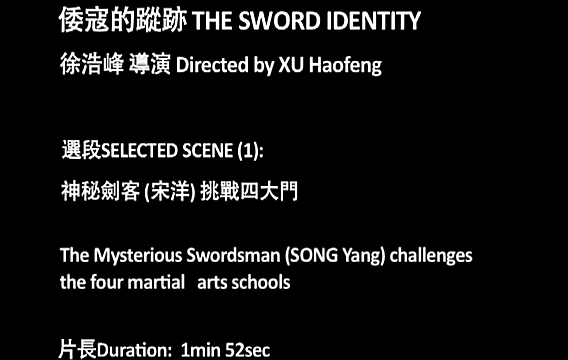 倭寇的蹤跡 THE SWORD IDENTITY
徐浩峰 導演 Directed by XU Haofeng
選段SELECTED SCENE (1):
神秘劍客 (宋洋) 挑戰四大門
The Mysterious Swordsman (SONG Yang) challenges
the four martial arts schools
片長Duration: 1min 52sec